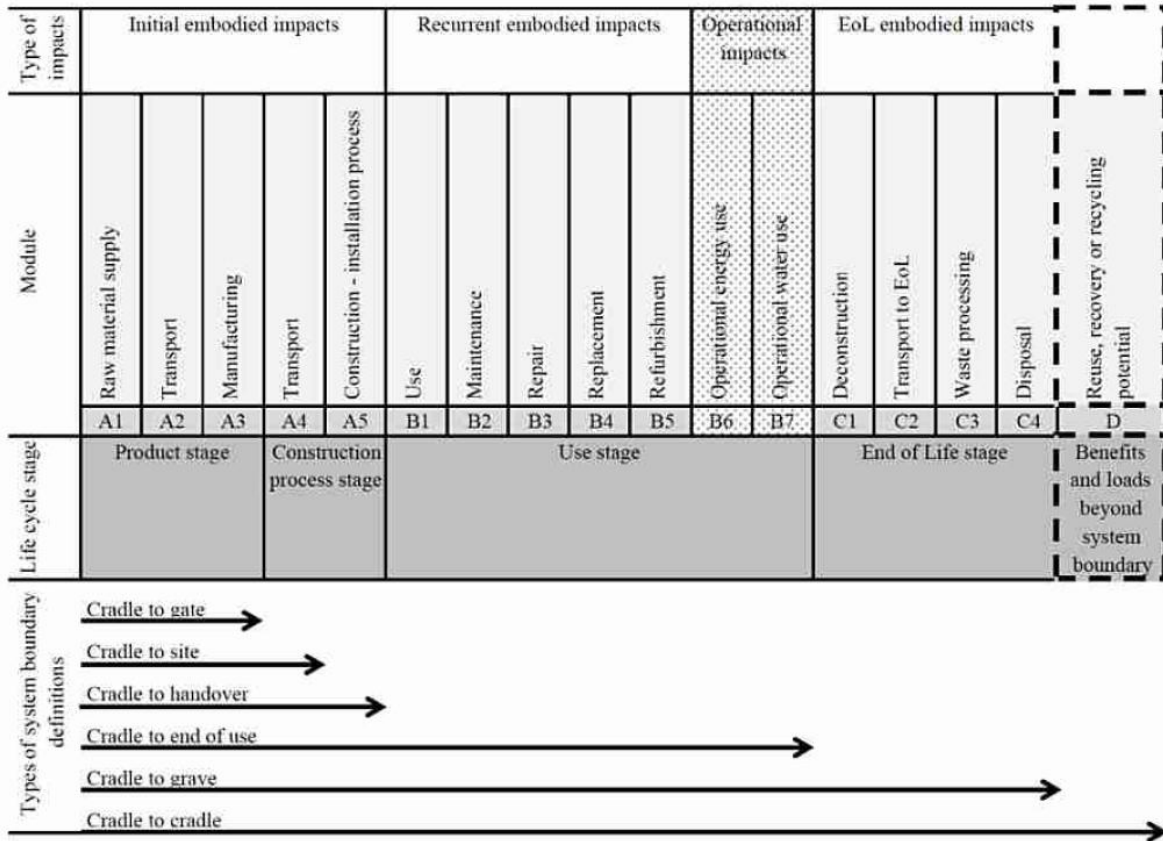 Type of
impacts
Initial embodied impacts
Recurrent embodied impacts
Operational
impacts
EoL embodied impacts
Module
Raw material supply
Transport
Manufacturing
Transport
Construction - installation process
Use
Maintenance
Repair
Replacement
Refurbishment
Operational energy use
Operational water use
Deconstruction
Transport to EoL
Waste processing
Disposal
Reuse, recovery or recycling
potential
A1 A2 A3 A4 A5 B1 B2 B3 B4 B5 B6 B7 C1 C2 C3 C4 D
Life cycle stage
Product stage
Construction
process stage
Use stage
End of Life stage
Benefits
and loads
beyond
system
boundary
Types of system boundary
definitions
Cradle to gate
Cradle to site
Cradle to handover
Cradle to end of use
Cradle to grave
Cradle to cradle